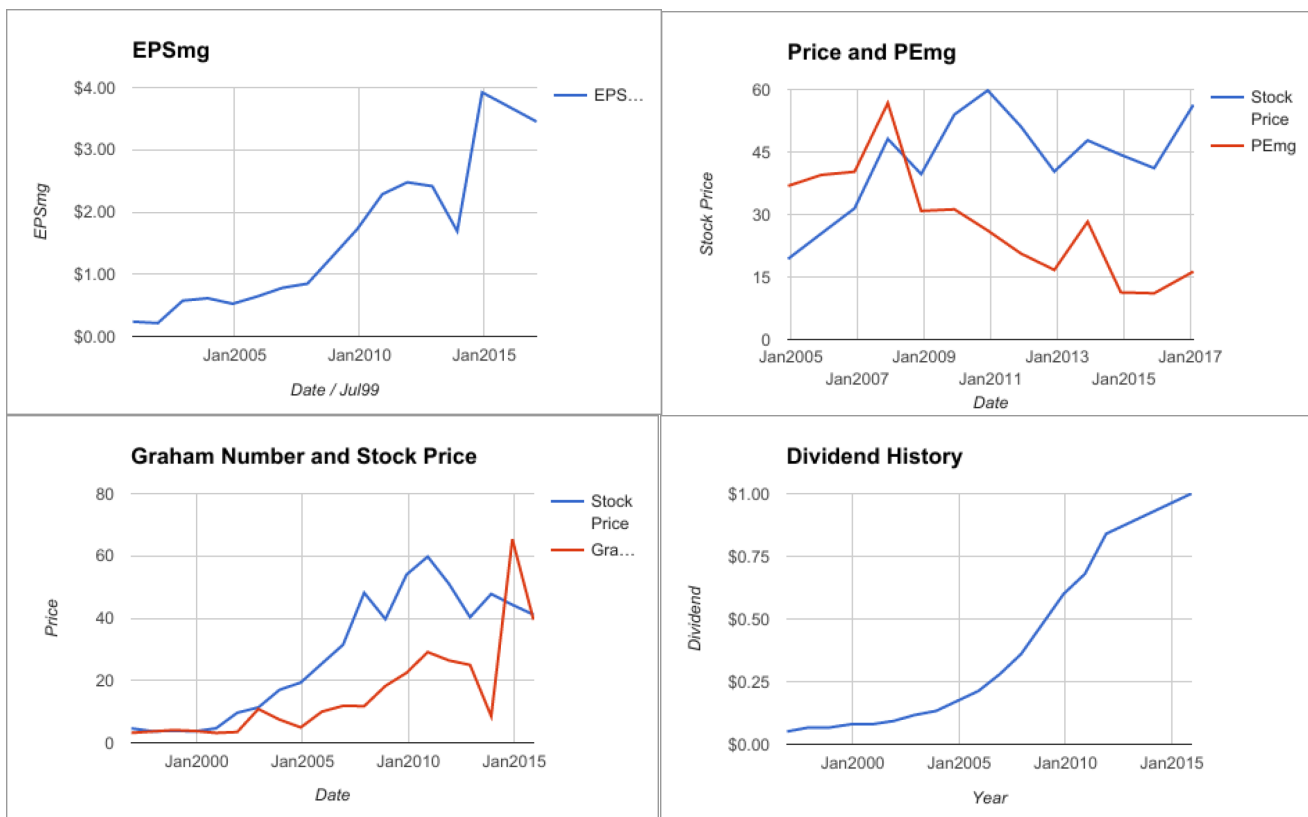 EPSmg
$4.00
$3.00
$2.00
$1.00
$0.00
EPSmg
EPS...
Jan2005
Jan2010
Jan2015
Date / Jul99
Price and PEmg
60
45
30
15
0
Stock Price
Stock
Price
PEmg
Jan2005
Jan2009
Jan2013
Jan2017
Jan2007
Jan2011
Jan2015
Date
Graham Number and Stock Price
80
60
40
20
0
Price
Stock
Price
Gra...
Jan2000
Jan2005
Jan2010
Jan2015
Date
Dividend History
$1.00
$0.75
$0.50
$0.25
$0.00
Dividend
Jan2000
Jan2005
Jan2010
Jan2015
Year